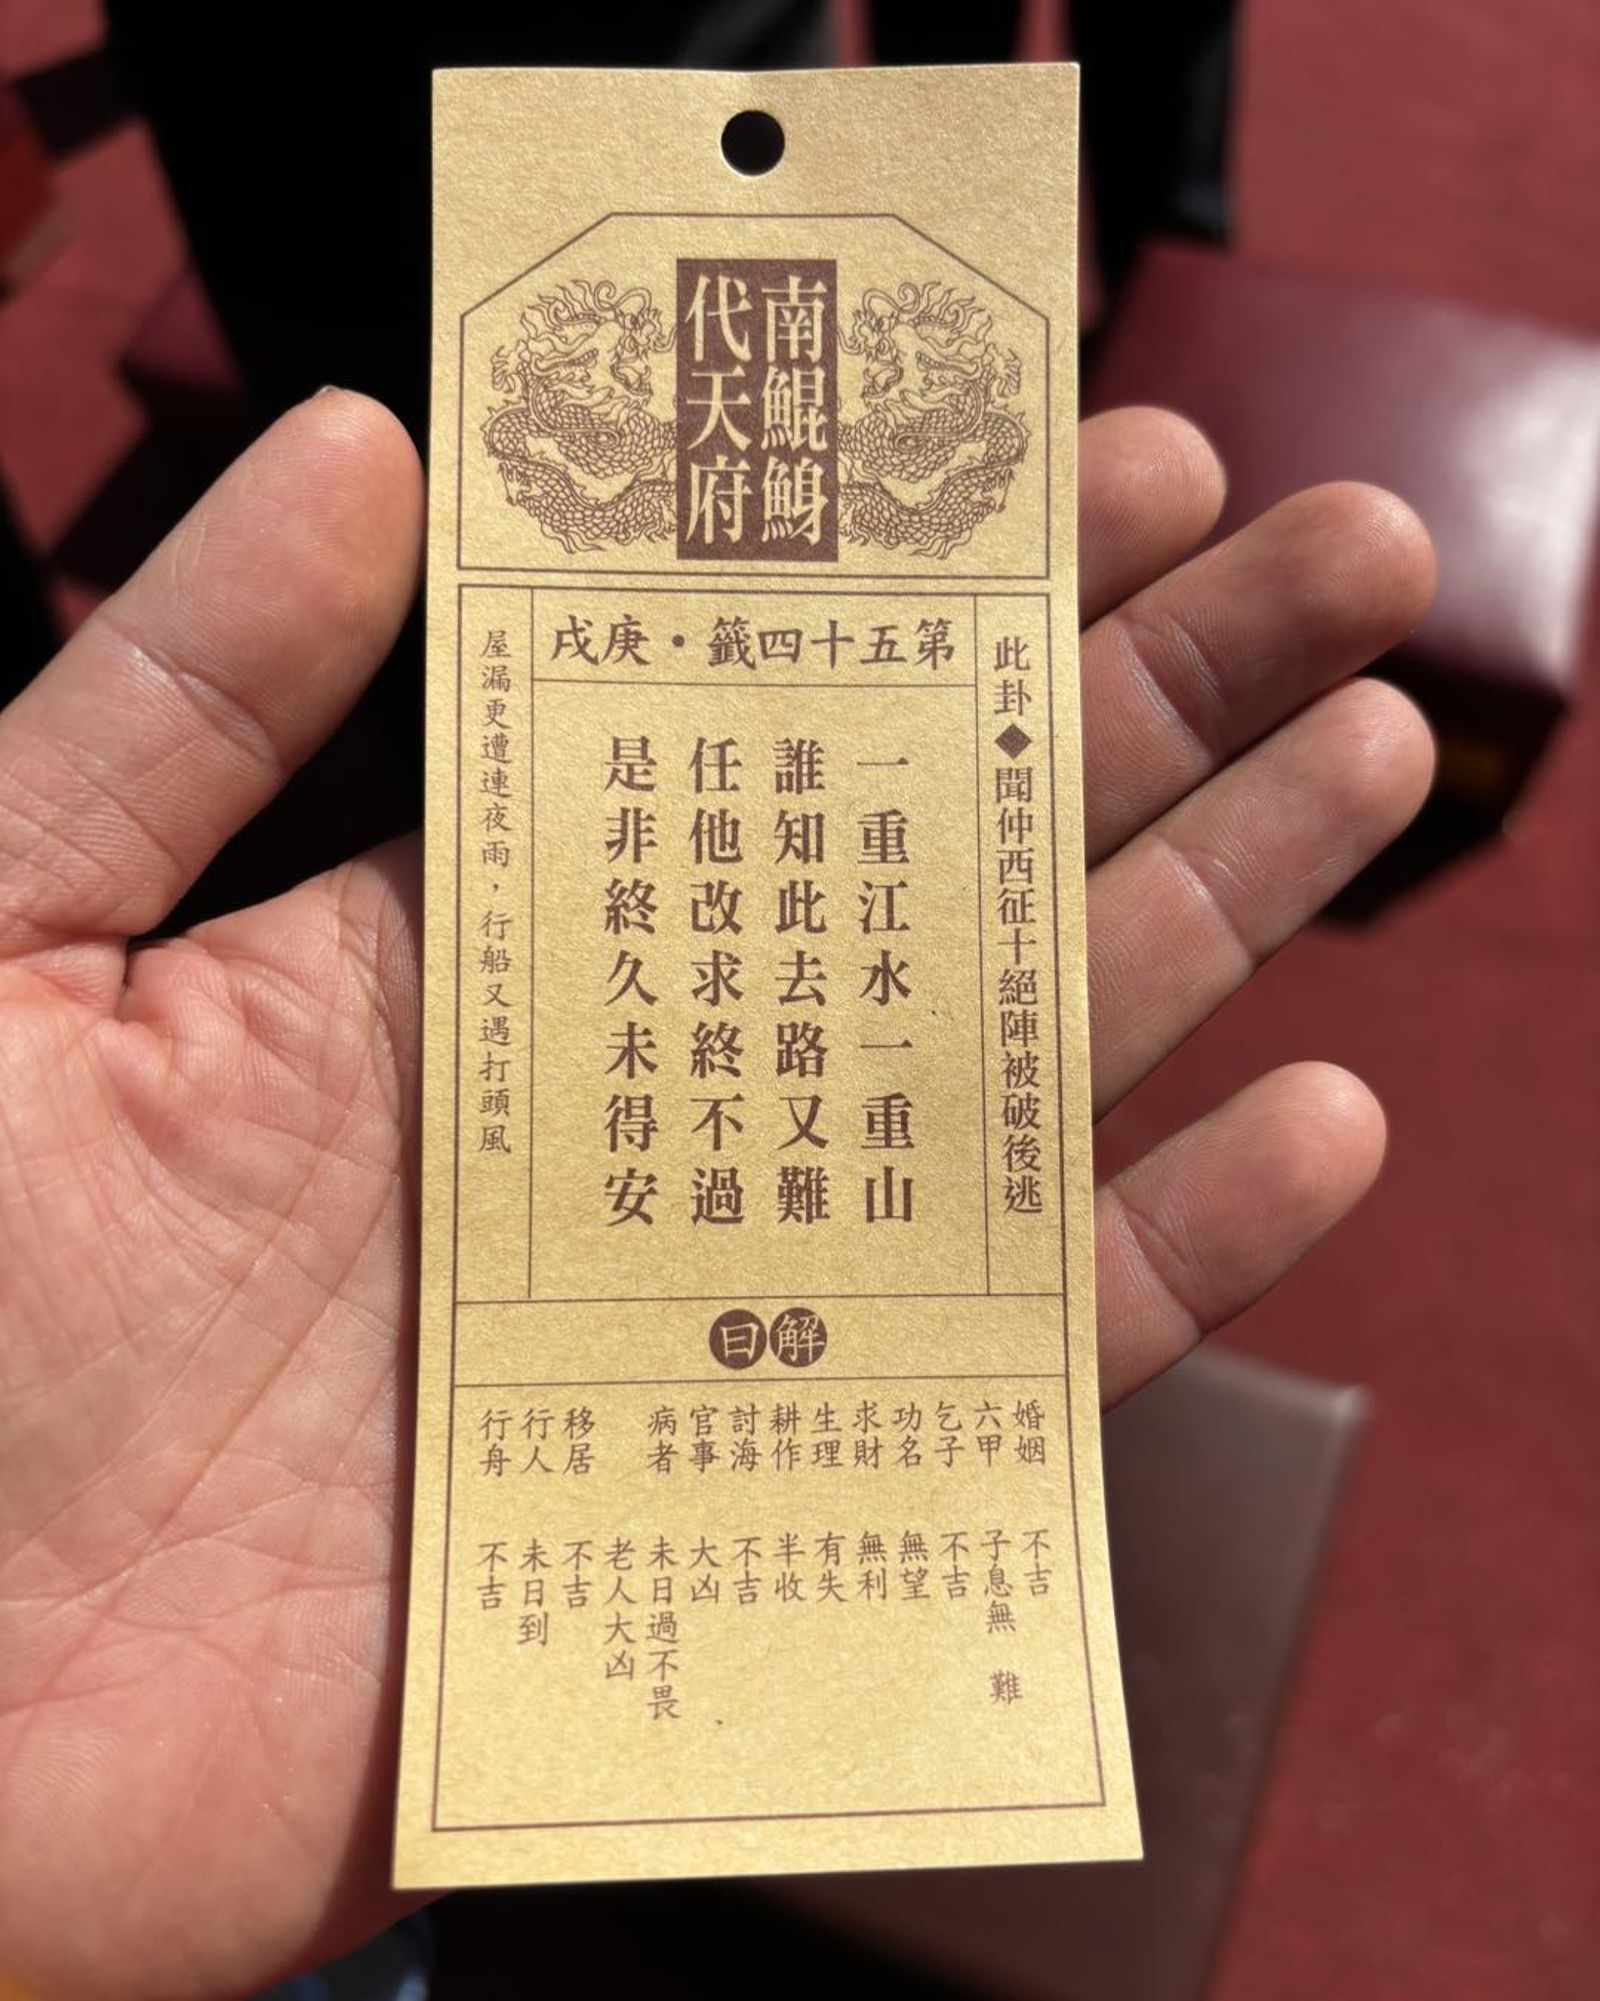 南鯤鯓
代天府
第五十四籤・庚戌
此卦◆聞仲西征十絕陣被破後逃
一重江水一重山
誰知此去路又難
任他改求終不過
是非終久未得安
屋漏更遭連夜雨，行船又遇打頭風
解曰
婚姻 不吉
六甲 子息無 難
乞子 不吉
功名 無望
求財 無利
生理 有失
耕作 半收
討海 不吉
官事 大凶
病者 未日過不畏
老人大凶
移居 不吉
行人 未日到
行舟 不吉